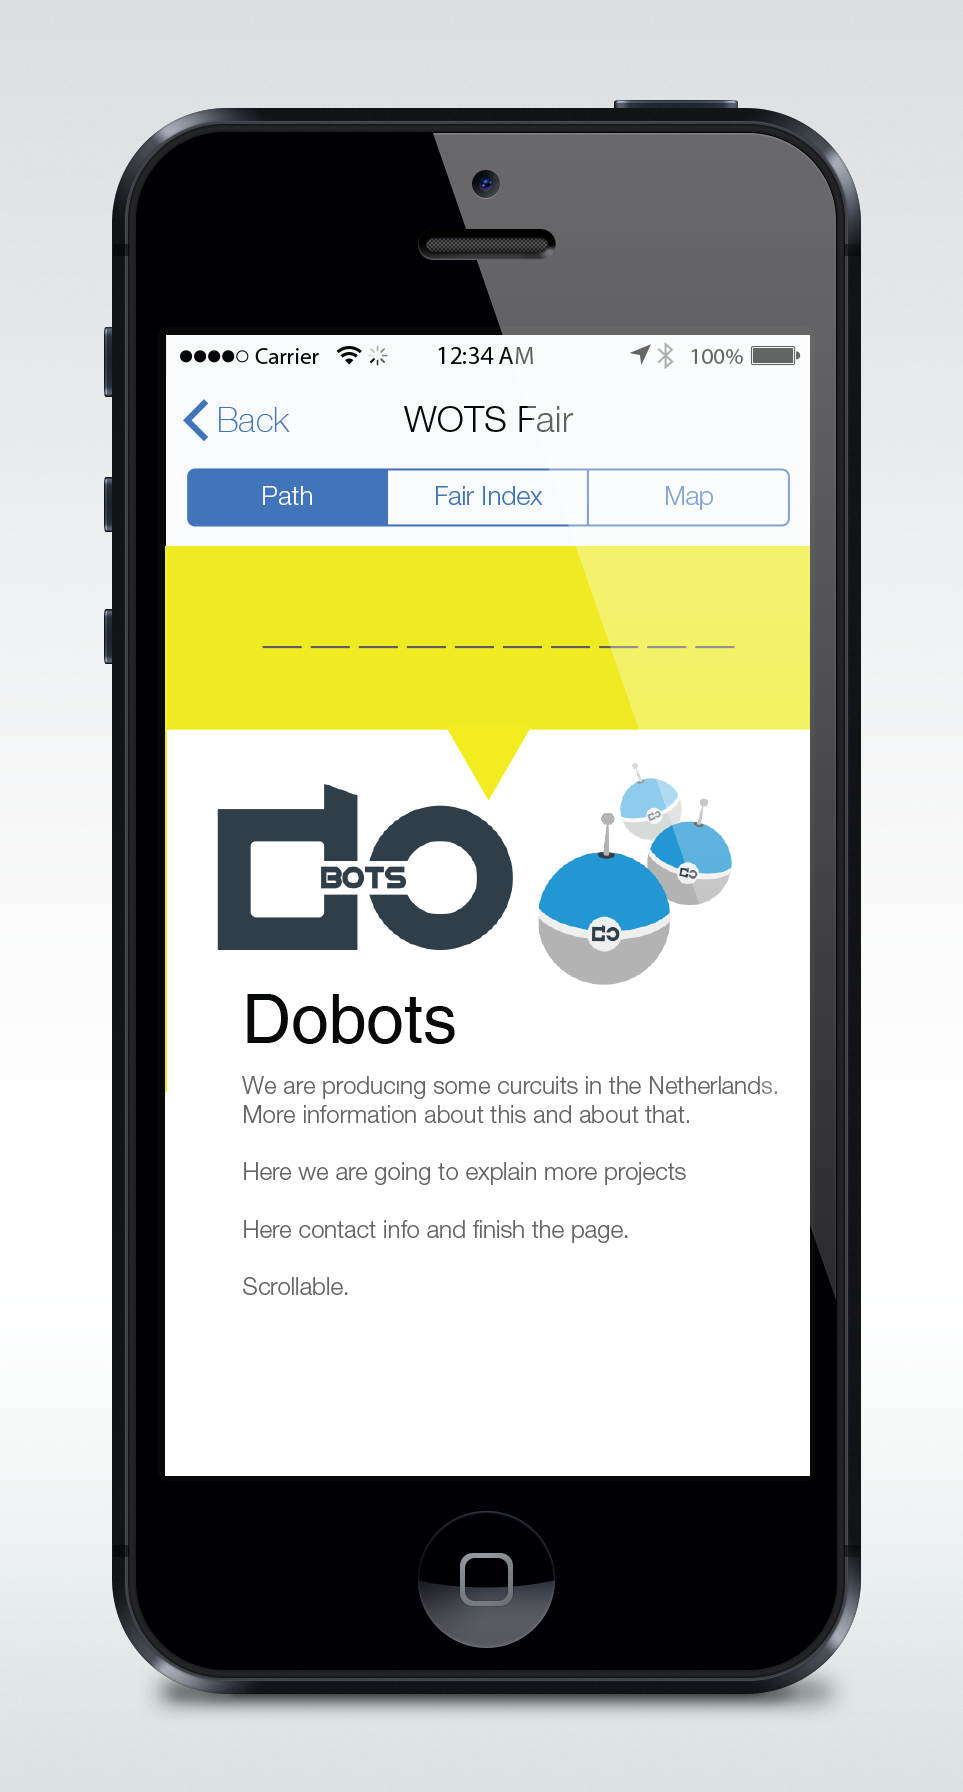 Carrier 12:34 AM 100%
Back WOTS Fair
Path Fair Index Map
BOTS
Dobots
We are producıng some curcuits in the Netherlands.
More information about this and about that.
Here we are going to explain more projects
Here contact info and finish the page.
Scrollable.